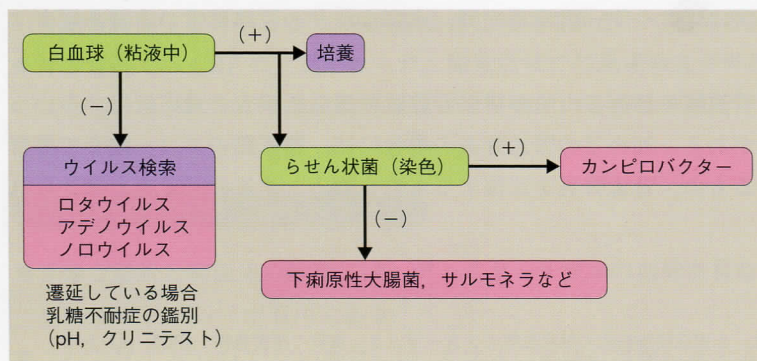 白血球（粘液中）
（＋）
培養
（－）
ウイルス検索
ロタウイルス
アデノウイルス
ノロウイルス
らせん状菌（染色）
（＋）
カンピロバクター
（－）
下痢原性大腸菌，サルモネラなど
遷延している場合
乳糖不耐症の鑑別
（pH，クリニテスト）